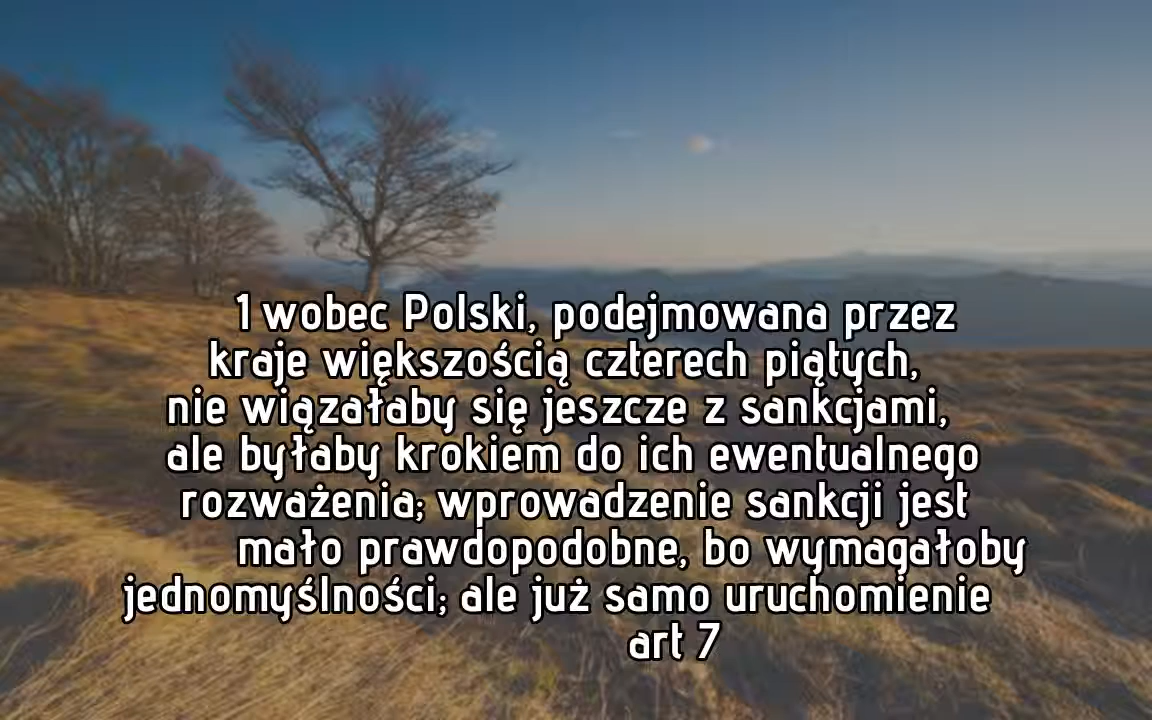 1 wobec Polski, podejmowana przez
kraje większością czterech piątych,
nie wiązałaby się jeszcze z sankcjami,
ale byłaby krokiem do ich ewentualnego
rozważenia; wprowadzenie sankcji jest
mało prawdopodobne, bo wymagałoby
jednomyślności; ale już samo uruchomienie
art 7